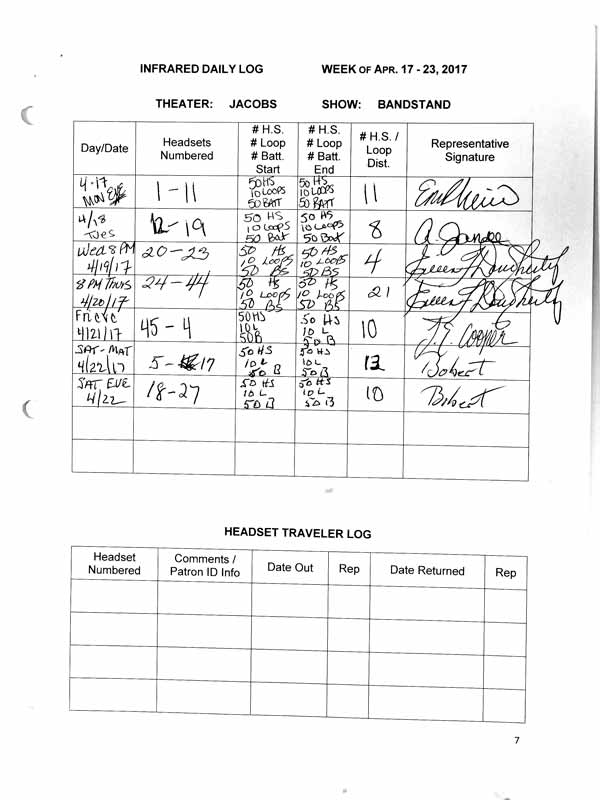 INFRARED DAILY LOG WEEK OF APR. 17 - 23, 2017
THEATER: JACOBS SHOW: BANDSTAND
Day/Date Headsets Numbered # H.S. # Loop # Batt. Start # H.S. # Loop # Batt. End # H.S. / Loop Dist. Representative Signature
4-17 MON EVE 1-11 50 HS 10 LOOPS 50 BATT 50 HS 10 LOOPS 50 BATT 11
4/18 Tues 12-19 50 HS 10 Loops 50 Bat 50 HS 10 Loops 50 Bat 8 A.
Wed 8 PM 4/19/17 20-23 50 HS 10 Loops 50 BS 50 HS 10 Loops 50 BS 4 Eileen F Dougherty
8 PM Thurs 4/20/17 24-44 50 HS 10 Loops 50 BS 50 HS 10 Loops 50 BS 21 Eileen F Dougherty
Fri Eve 4/21/17 45-4 50 HS 10 L 50 B 50 HS 10 L 50 B 10 J.E. Cooper
SAT-MAT 4/22/17 5-17 50 HS 10 L 50 B 50 HS 10 L 50 B 13 Bobert
SAT EVE 4/22 18-27 50 HS 10 L 50 B 50 HS 10 L 50 B 10 Bobert
HEADSET TRAVELER LOG
Headset Numbered Comments / Patron ID Info Date Out Rep Date Returned Rep
7